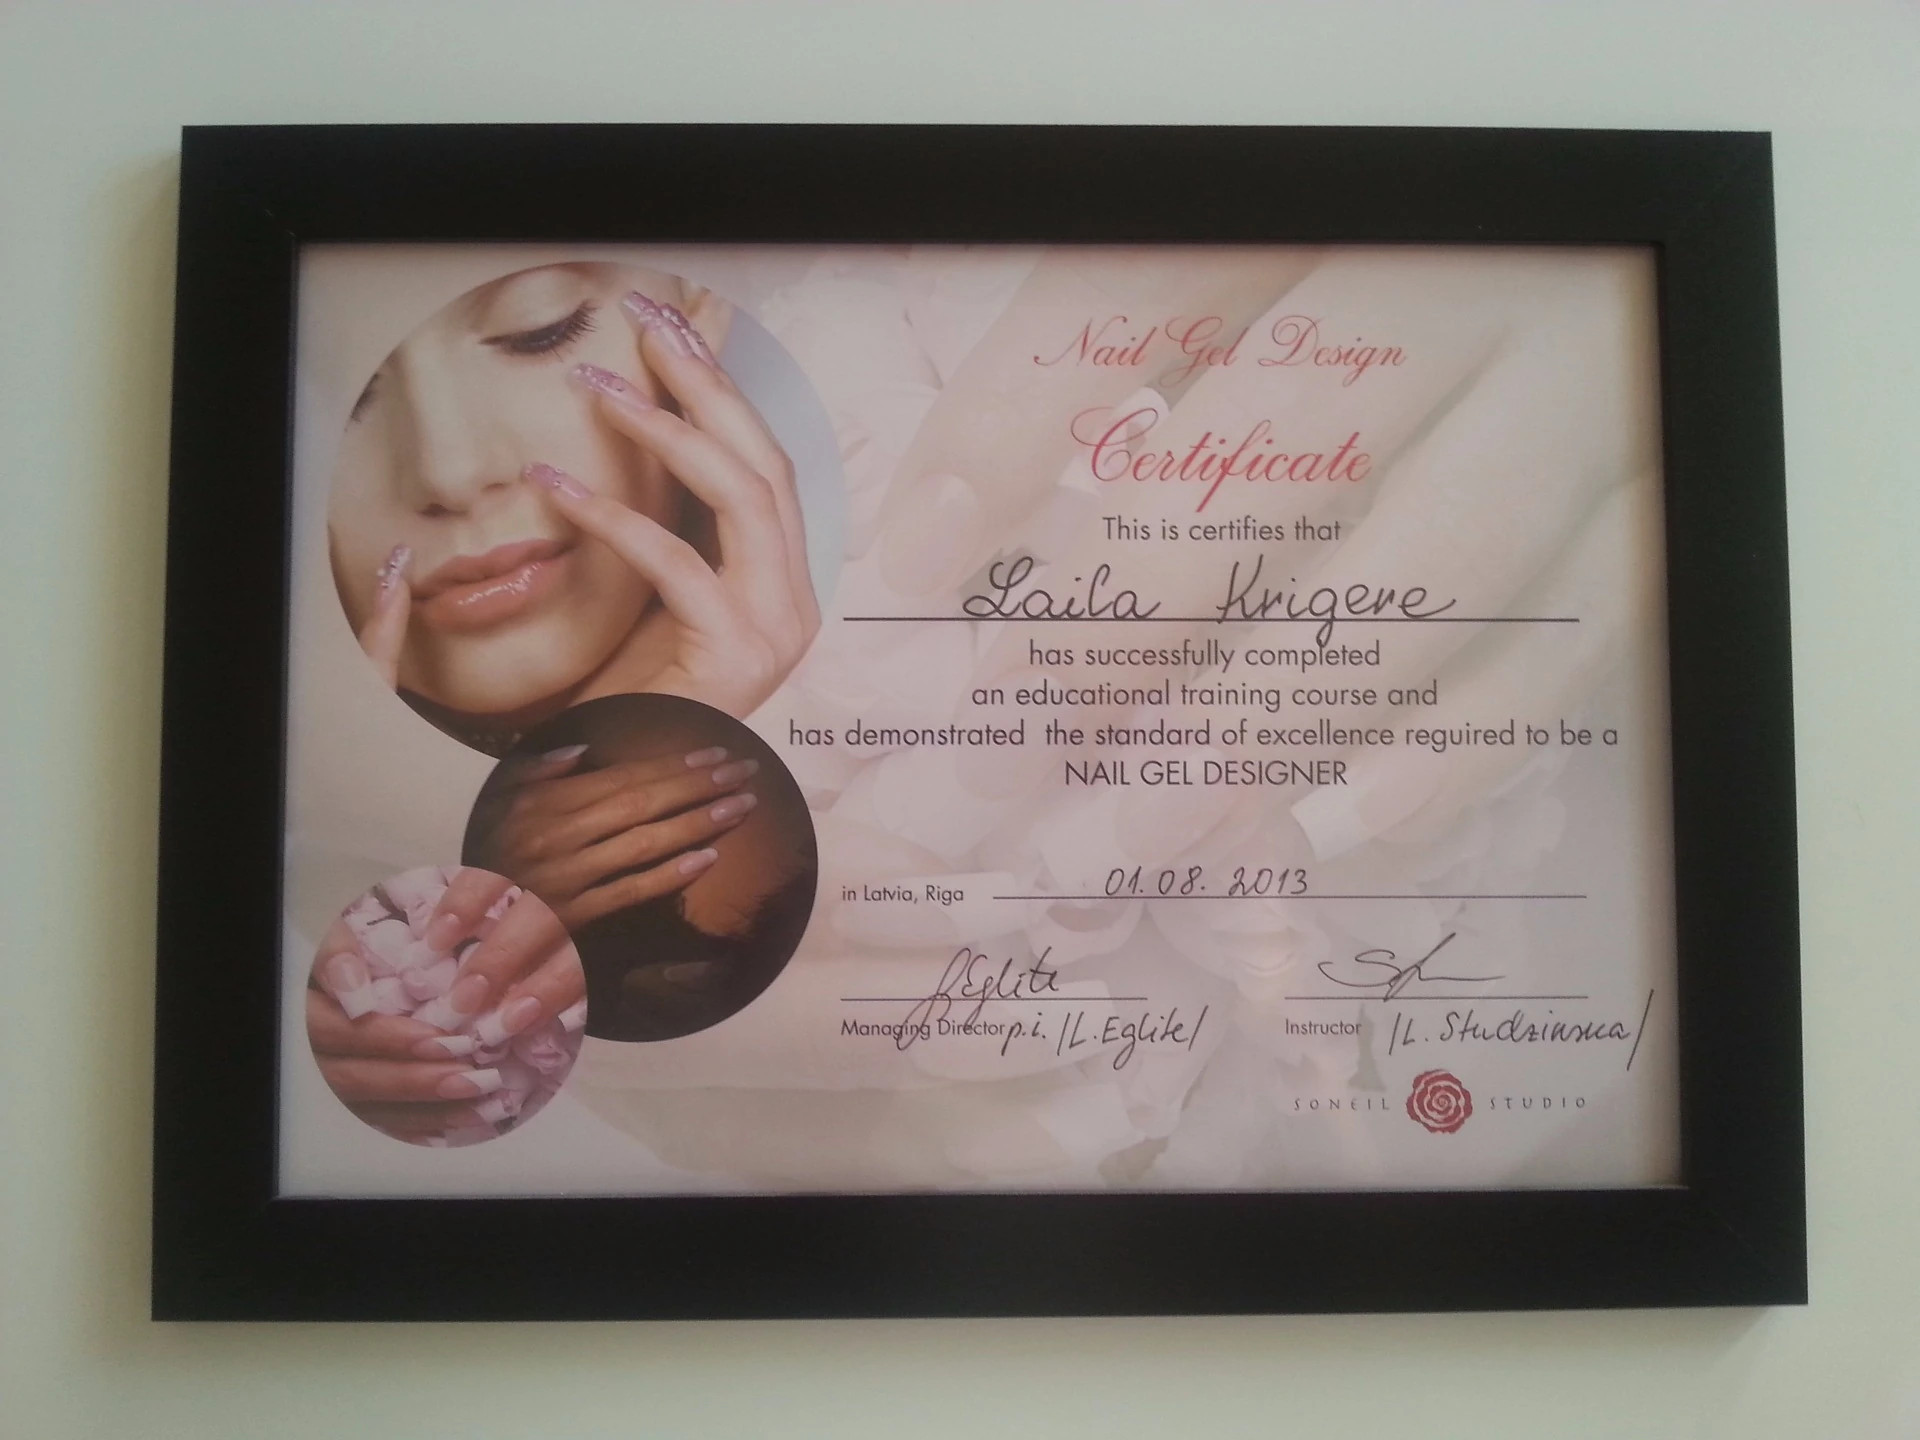 Nail Gel Design
Certificate
This is certifies that
Laila Krigere
has successfully completed
an educational training course and
has demonstrated the standard of excellence reguired to be a
NAIL GEL DESIGNER
in Latvia, Riga 01.08.2013
LEglite
Managing Director p.i. /L.Eglite/
Instructor /L. Studzinska/
SONEIL STUDIO